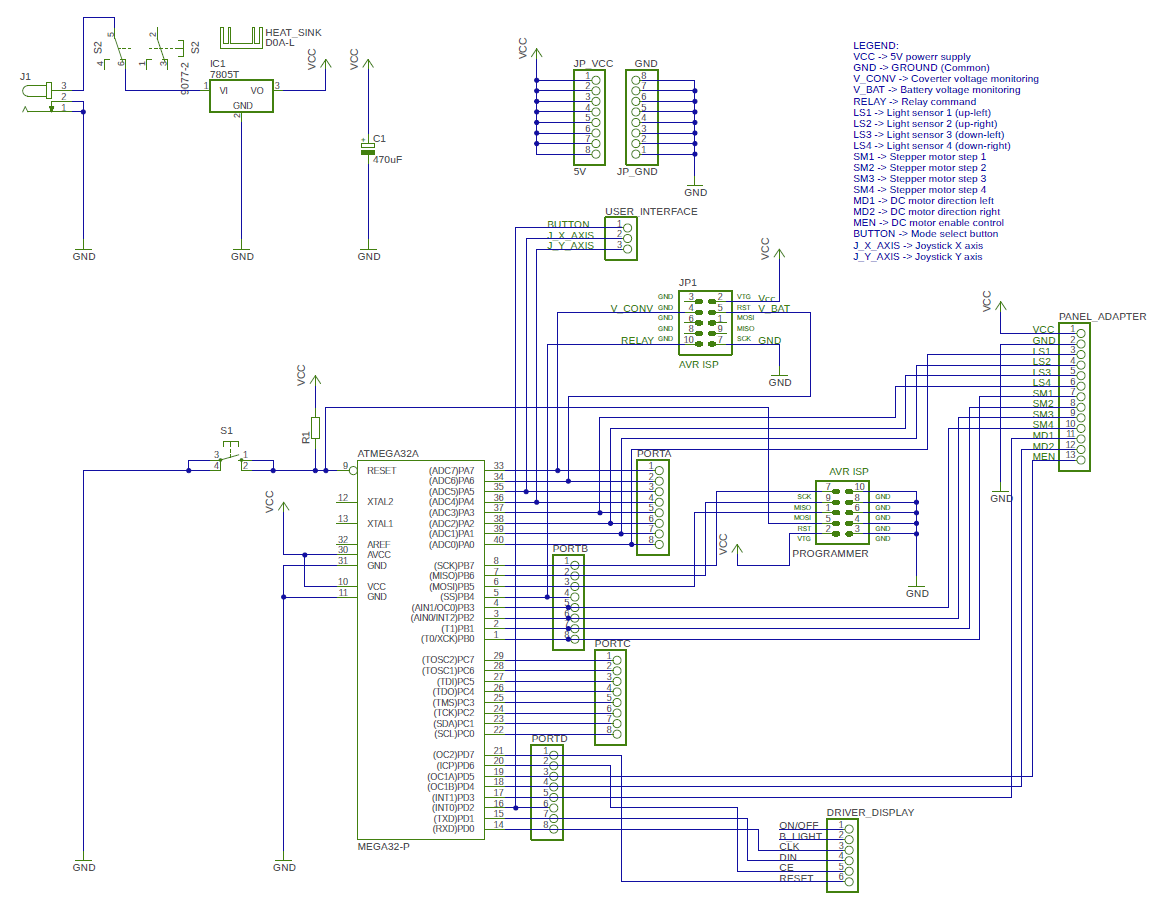 S2
5
4
6
2
1
3
S2
9077-2
J1
3
2
1
HEAT_SINK
D0A-L
IC1
7805T
1
VI
VO
3
GND
2
VCC
VCC
+
C1
470uF
GND
GND
GND
VCC
JP_VCC
1
2
3
4
5
6
7
8
5V
GND
8
7
6
5
4
3
2
1
JP_GND
GND
LEGEND:
VCC -> 5V powerr supply
GND -> GROUND (Common)
V_CONV -> Coverter voltage monitoring
V_BAT -> Battery voltage monitoring
RELAY -> Relay command
LS1 -> Light sensor 1 (up-left)
LS2 -> Light sensor 2 (up-right)
LS3 -> Light sensor 3 (down-left)
LS4 -> Light sensor 4 (down-right)
SM1 -> Stepper motor step 1
SM2 -> Stepper motor step 2
SM3 -> Stepper motor step 3
SM4 -> Stepper motor step 4
MD1 -> DC motor direction left
MD2 -> DC motor direction right
MEN -> DC motor enable control
BUTTON -> Mode select button
J_X_AXIS -> Joystick X axis
J_Y_AXIS -> Joystick Y axis
USER_INTERFACE
BUTTON 1
J_X_AXIS 2
J_Y_AXIS 3
VCC
JP1
GND 3 2 VTG Vcc
V_CONV GND 4 5 RST V_BAT
GND 6 1 MOSI
GND 8 9 MISO
RELAY GND 10 7 SCK GND
AVR ISP
GND
VCC
PANEL_ADAPTER
VCC 1
GND 2
LS1 3
LS2 4
LS3 5
LS4 6
SM1 7
SM2 8
SM3 9
SM4 10
MD1 11
MD2 12
MEN 13
GND
VCC
R1
S1
3 1
4 2
VCC
ATMEGA32A
9 RESET
12 XTAL2
13 XTAL1
32 AREF
30 AVCC
31 GND
10 VCC
11 GND
(ADC7)PA7 33
(ADC6)PA6 34
(ADC5)PA5 35
(ADC4)PA4 36
(ADC3)PA3 37
(ADC2)PA2 38
(ADC1)PA1 39
(ADC0)PA0 40
(SCK)PB7 8
(MISO)PB6 7
(MOSI)PB5 6
(SS)PB4 5
(AIN1/OC0)PB3 4
(AIN0/INT2)PB2 3
(T1)PB1 2
(T0/XCK)PB0 1
(TOSC2)PC7 29
(TOSC1)PC6 28
(TDI)PC5 27
(TDO)PC4 26
(TMS)PC3 25
(TCK)PC2 24
(SDA)PC1 23
(SCL)PC0 22
(OC2)PD7 21
(ICP)PD6 20
(OC1A)PD5 19
(OC1B)PD4 18
(INT1)PD3 17
(INT0)PD2 16
(TXD)PD1 15
(RXD)PD0 14
MEGA32-P
PORTA
1
2
3
4
5
6
7
8
PORTB
1
2
3
4
5
6
7
8
PORTC
1
2
3
4
5
6
7
8
PORTD
1
2
3
4
5
6
7
8
AVR ISP
SCK 7 10 GND
MISO 9 8 GND
MOSI 1 6 GND
RST 5 4 GND
VTG 2 3 GND
PROGRAMMER
VCC
GND
DRIVER_DISPLAY
ON/OFF 1
B_LIGHT 2
CLK 3
DIN 4
CE 5
RESET 6
GND
GND